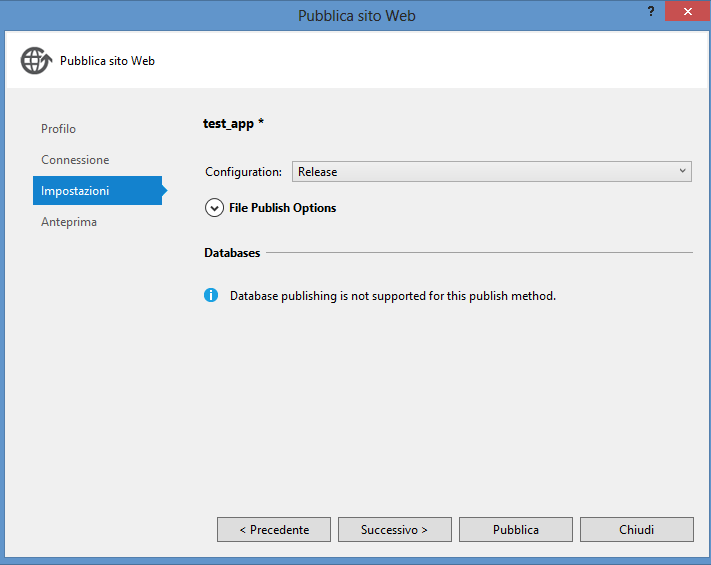 Pubblica sito Web
?
Pubblica sito Web
Profilo
Connessione
Impostazioni
Anteprima
test_app *
Configuration: Release
File Publish Options
Databases
Database publishing is not supported for this publish method.
< Precedente Successivo > Pubblica Chiudi